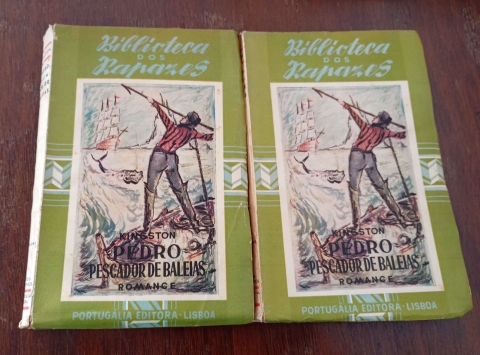 Biblioteca
DOS
Rapazes
KINGSTON
PEDRO
PESCADOR DE BALEIAS
ROMANCE
PORTUGÁLIA EDITORA - LISBOA
Biblioteca
DOS
Rapazes
KINGSTON
PEDRO
PESCADOR DE BALEIAS
ROMANCE
PORTUGÁLIA EDITORA - LISBOA